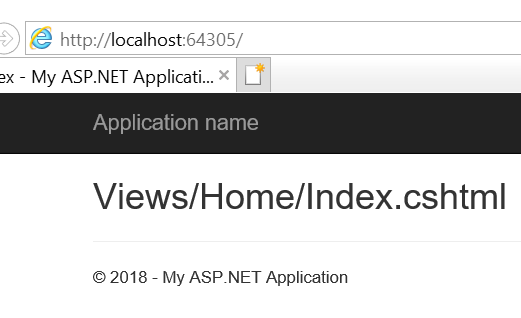 http://localhost:64305/
ex - My ASP.NET Applicati...
Application name
Views/Home/Index.cshtml
© 2018 - My ASP.NET Application